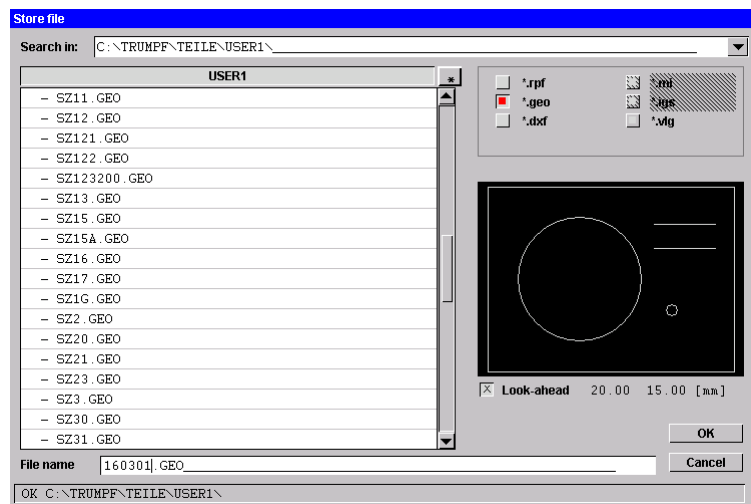 Store file
Search in: C:\TRUMPF\TEILE\USER1\
USER1 *
- SZ11.GEO
- SZ12.GEO
- SZ121.GEO
- SZ122.GEO
- SZ123200.GEO
- SZ13.GEO
- SZ15.GEO
- SZ15A.GEO
- SZ16.GEO
- SZ17.GEO
- SZ1G.GEO
- SZ2.GEO
- SZ20.GEO
- SZ21.GEO
- SZ23.GEO
- SZ3.GEO
- SZ30.GEO
- SZ31.GEO
*.rpf *.mi
*.geo *.igs
*.dxf *.vlg
X Look-ahead 20.00 15.00 [mm]
OK
File name 160301.GEO
Cancel
OK C:\TRUMPF\TEILE\USER1\